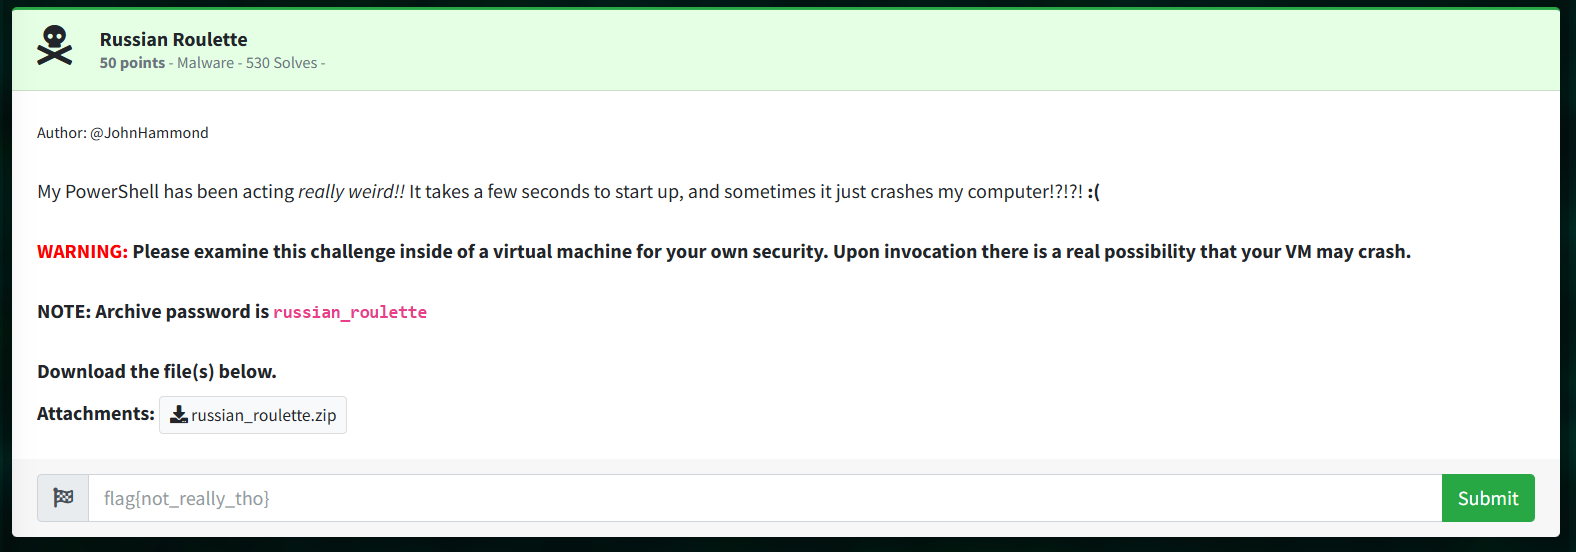 Russian Roulette
50 points - Malware - 530 Solves -
Author: @JohnHammond
My PowerShell has been acting really weird!! It takes a few seconds to start up, and sometimes it just crashes my computer!?!?! :(
WARNING: Please examine this challenge inside of a virtual machine for your own security. Upon invocation there is a real possibility that your VM may crash.
NOTE: Archive password is russian_roulette
Download the file(s) below.
Attachments: russian_roulette.zip
flag{not_really_tho}
Submit